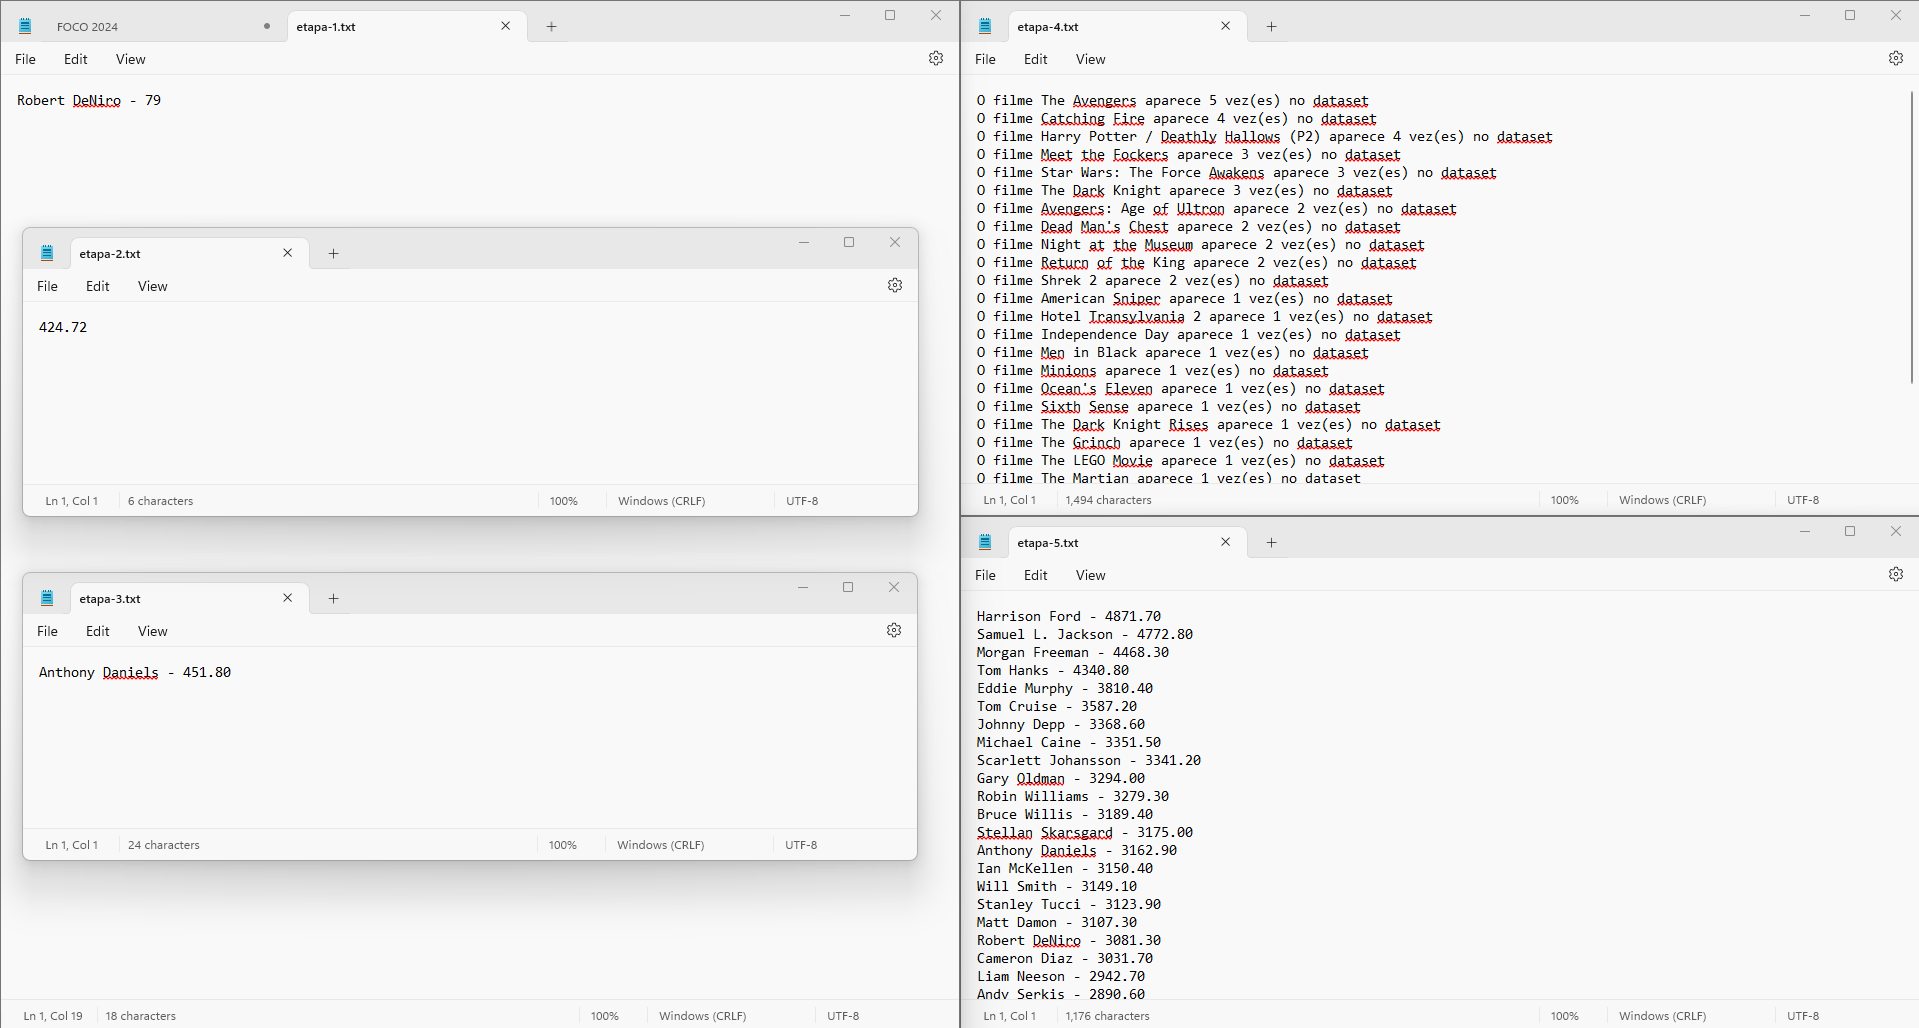 FOCO 2024
etapa-1.txt
File Edit View
Robert DeNiro - 79
etapa-2.txt
File Edit View
424.72
Ln 1, Col 1 6 characters 100% Windows (CRLF) UTF-8
etapa-3.txt
File Edit View
Anthony Daniels - 451.80
Ln 1, Col 1 24 characters 100% Windows (CRLF) UTF-8
Ln 1, Col 19 18 characters 100% Windows (CRLF) UTF-8
etapa-4.txt
File Edit View
O filme The Avengers aparece 5 vez(es) no dataset
O filme Catching Fire aparece 4 vez(es) no dataset
O filme Harry Potter / Deathly Hallows (P2) aparece 4 vez(es) no dataset
O filme Meet the Fockers aparece 3 vez(es) no dataset
O filme Star Wars: The Force Awakens aparece 3 vez(es) no dataset
O filme The Dark Knight aparece 3 vez(es) no dataset
O filme Avengers: Age of Ultron aparece 2 vez(es) no dataset
O filme Dead Man's Chest aparece 2 vez(es) no dataset
O filme Night at the Museum aparece 2 vez(es) no dataset
O filme Return of the King aparece 2 vez(es) no dataset
O filme Shrek 2 aparece 2 vez(es) no dataset
O filme American Sniper aparece 1 vez(es) no dataset
O filme Hotel Transylvania 2 aparece 1 vez(es) no dataset
O filme Independence Day aparece 1 vez(es) no dataset
O filme Men in Black aparece 1 vez(es) no dataset
O filme Minions aparece 1 vez(es) no dataset
O filme Ocean's Eleven aparece 1 vez(es) no dataset
O filme Sixth Sense aparece 1 vez(es) no dataset
O filme The Dark Knight Rises aparece 1 vez(es) no dataset
O filme The Grinch aparece 1 vez(es) no dataset
O filme The LEGO Movie aparece 1 vez(es) no dataset
O filme The Martian aparece 1 vez(es) no dataset
Ln 1, Col 1 1,494 characters 100% Windows (CRLF) UTF-8
etapa-5.txt
File Edit View
Harrison Ford - 4871.70
Samuel L. Jackson - 4772.80
Morgan Freeman - 4468.30
Tom Hanks - 4340.80
Eddie Murphy - 3810.40
Tom Cruise - 3587.20
Johnny Depp - 3368.60
Michael Caine - 3351.50
Scarlett Johansson - 3341.20
Gary Oldman - 3294.00
Robin Williams - 3279.30
Bruce Willis - 3189.40
Stellan Skarsgard - 3175.00
Anthony Daniels - 3162.90
Ian McKellen - 3150.40
Will Smith - 3149.10
Stanley Tucci - 3123.90
Matt Damon - 3107.30
Robert DeNiro - 3081.30
Cameron Diaz - 3031.70
Liam Neeson - 2942.70
Andy Serkis - 2890.60
Ln 1, Col 1 1,176 characters 100% Windows (CRLF) UTF-8